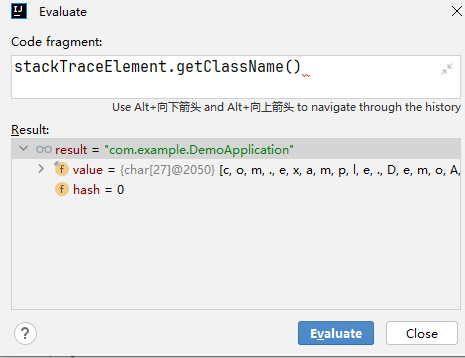 Evaluate
Code fragment:
stackTraceElement.getClassName()
Use Alt+向下箭头 and Alt+向上箭头 to navigate through the history
Result:
result = "com.example.DemoApplication"
f value = {char[27]@2050} [c, o, m, ., e, x, a, m, p, l, e, ., D, e, m, o, A,
f hash = 0
? Evaluate Close